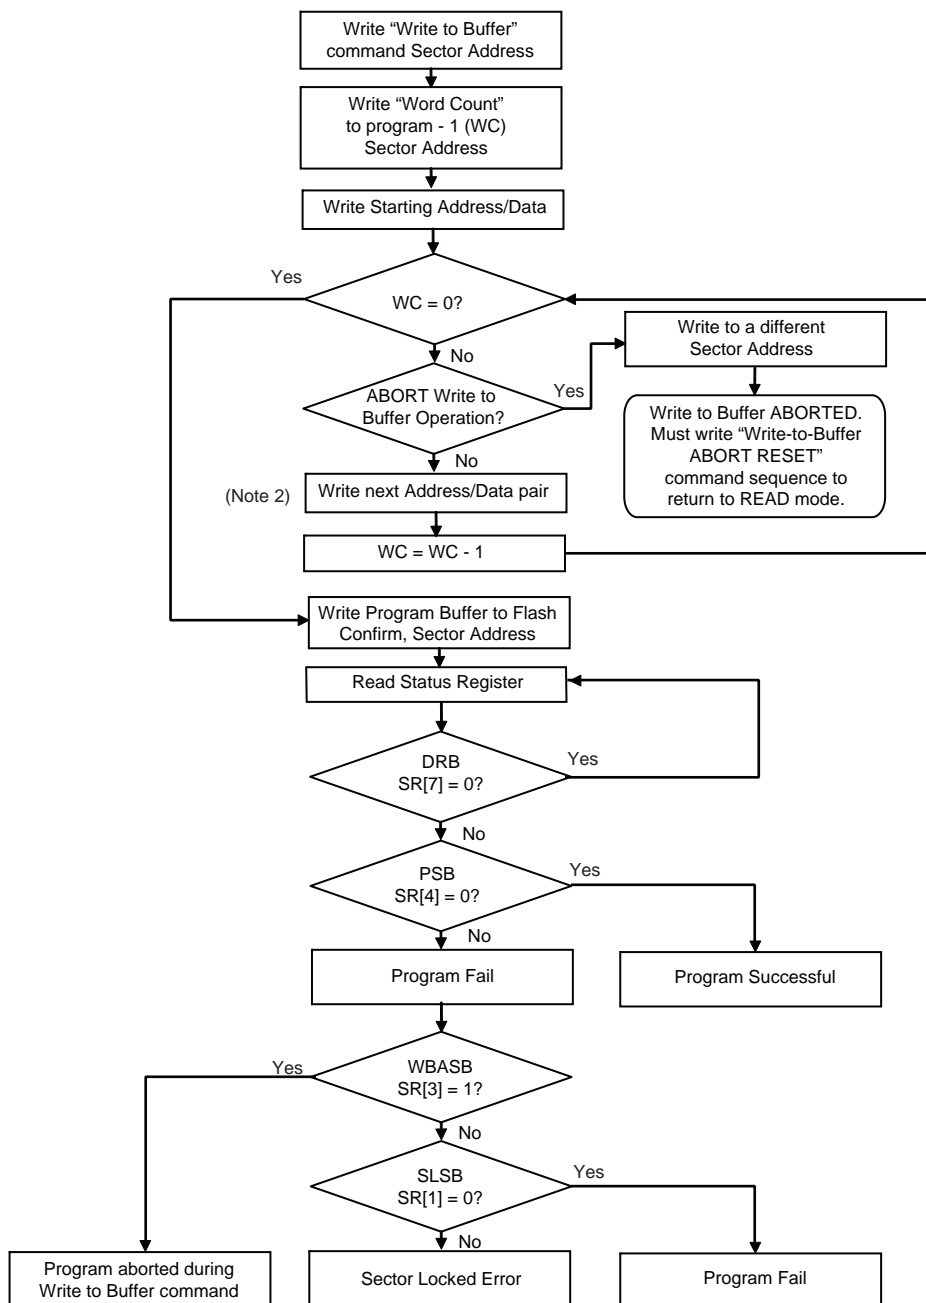 Write “Write to Buffer”
command Sector Address
Write “Word Count”
to program - 1 (WC)
Sector Address
Write Starting Address/Data
Yes
WC = 0?
No
Write to a different
Sector Address
ABORT Write to
Buffer Operation?
Yes
No
Write to Buffer ABORTED.
Must write “Write-to-Buffer
ABORT RESET”
command sequence to
return to READ mode.
(Note 2)
Write next Address/Data pair
WC = WC - 1
Write Program Buffer to Flash
Confirm, Sector Address
Read Status Register
DRB
SR[7] = 0?
Yes
No
PSB
SR[4] = 0?
Yes
No
Program Fail
Program Successful
Yes
WBASB
SR[3] = 1?
No
SLSB
SR[1] = 0?
Yes
No
Program aborted during
Write to Buffer command
Sector Locked Error
Program Fail